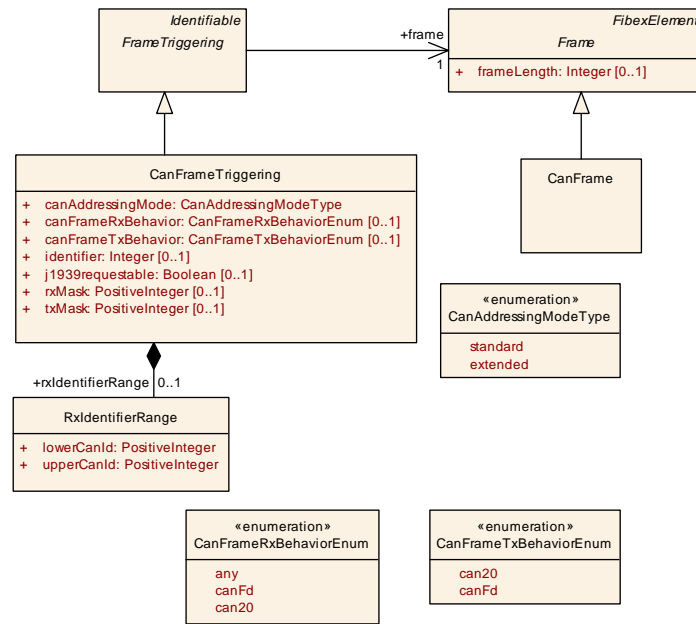 Identifiable
FrameTriggering
+frame
1
FibexElement
Frame
+ frameLength: Integer [0..1]
CanFrameTriggering
+ canAddressingMode: CanAddressingModeType
+ canFrameRxBehavior: CanFrameRxBehaviorEnum [0..1]
+ canFrameTxBehavior: CanFrameTxBehaviorEnum [0..1]
+ identifier: Integer [0..1]
+ j1939requestable: Boolean [0..1]
+ rxMask: PositiveInteger [0..1]
+ txMask: PositiveInteger [0..1]
CanFrame
«enumeration»
CanAddressingModeType
standard
extended
+rxIdentifierRange 0..1
RxIdentifierRange
+ lowerCanId: PositiveInteger
+ upperCanId: PositiveInteger
«enumeration»
CanFrameRxBehaviorEnum
any
canFd
can20
«enumeration»
CanFrameTxBehaviorEnum
can20
canFd